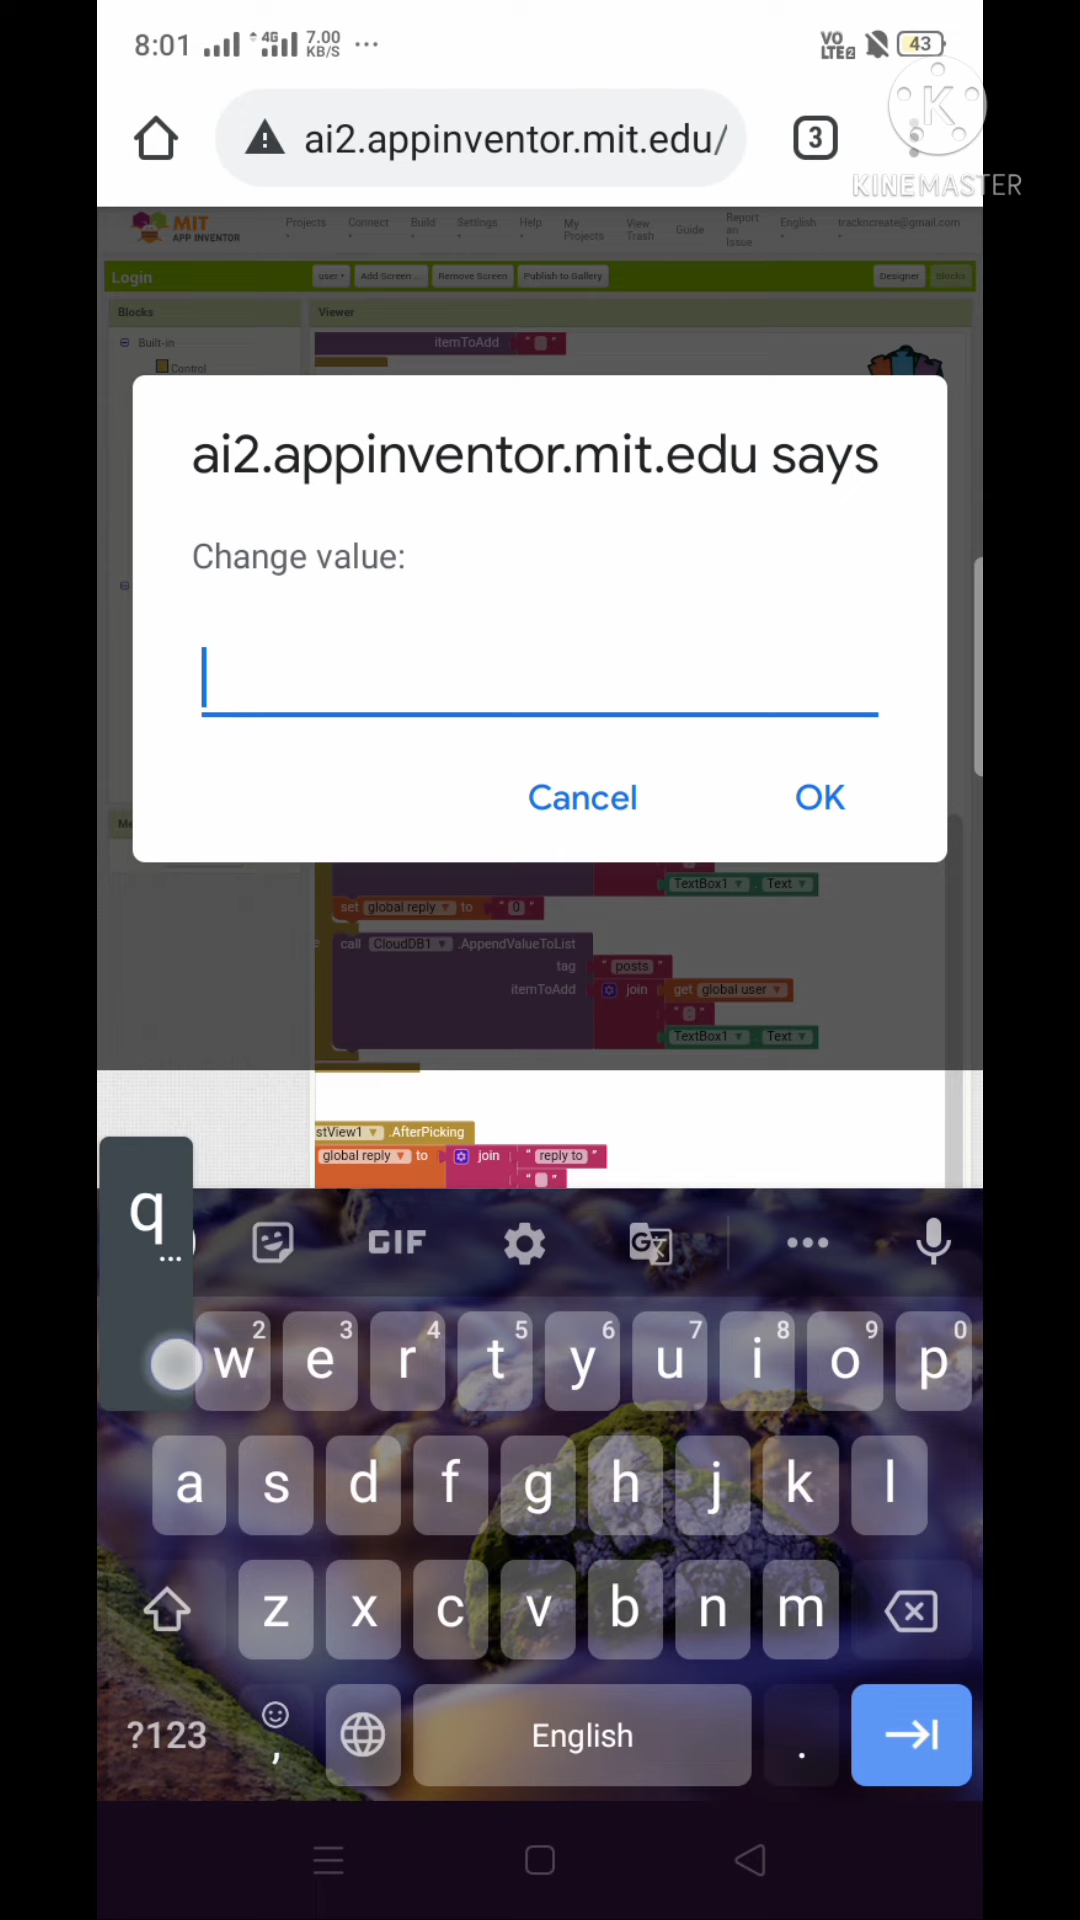 8:01 4G 7.00 KB/S ... VO LTE2 43
ai2.appinventor.mit.edu/ 3
K
KINEMASTER
MIT APP INVENTOR Projects Connect Build Settings Help My Projects View Trash Guide Report an Issue English trackncreate@gmail.com
Login user Add Screen ... Remove Screen Publish to Gallery Designer Blocks
Blocks Viewer
Built-in itemToAdd " "
Control
ai2.appinventor.mit.edu says
Change value:
Cancel OK
Me
TextBox1 . Text
set global reply to "0"
call CloudDB1 .AppendValueToList
tag "posts"
itemToAdd join get global user
" : "
TextBox1 . Text
stView1 .AfterPicking
global reply to join "reply to"
" "
q
...
GIF G ...
2 3 4 5 6 7 8 9 0
w e r t y u i o p
a s d f g h j k l
z x c v b n m
?123 , English .